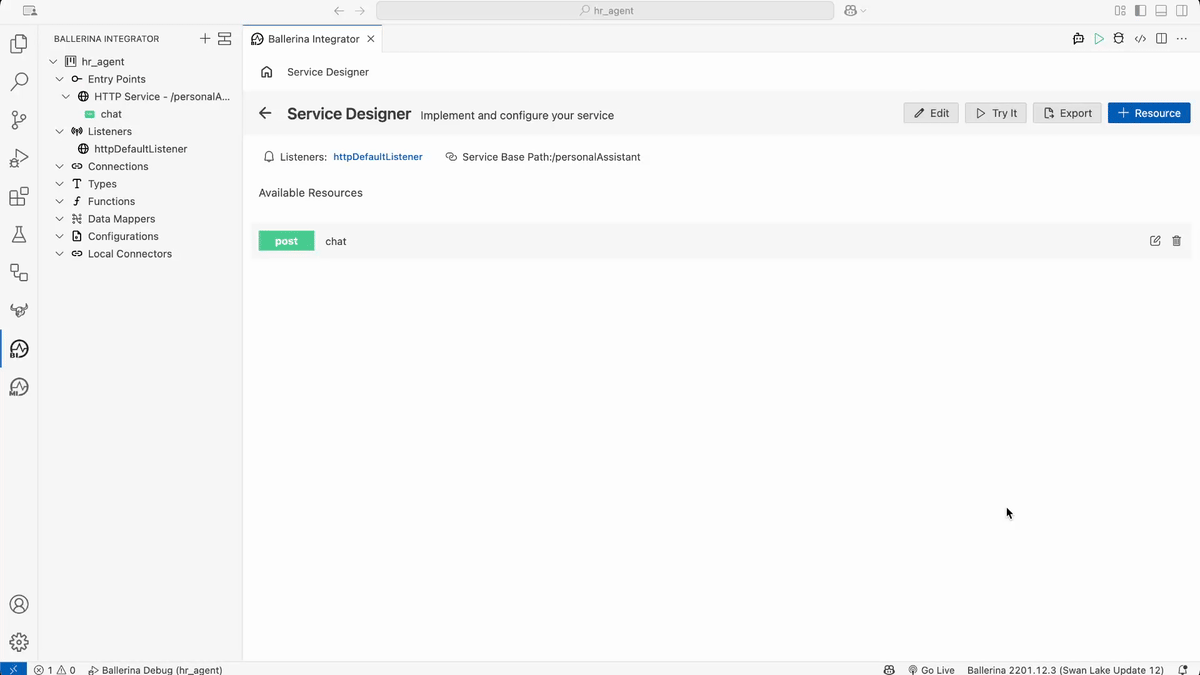 hr_agent
BALLERINA INTEGRATOR
hr_agent
Entry Points
HTTP Service - /personalA...
chat
Listeners
httpDefaultListener
Connections
Types
Functions
Data Mappers
Configurations
Local Connectors
Ballerina Integrator
Service Designer
Service Designer Implement and configure your service
Edit
Try It
Export
Resource
Listeners: httpDefaultListener Service Base Path:/personalAssistant
Available Resources
post chat
BI
MI
1 0 Ballerina Debug (hr_agent)
Go Live Ballerina 2201.12.3 (Swan Lake Update 12)